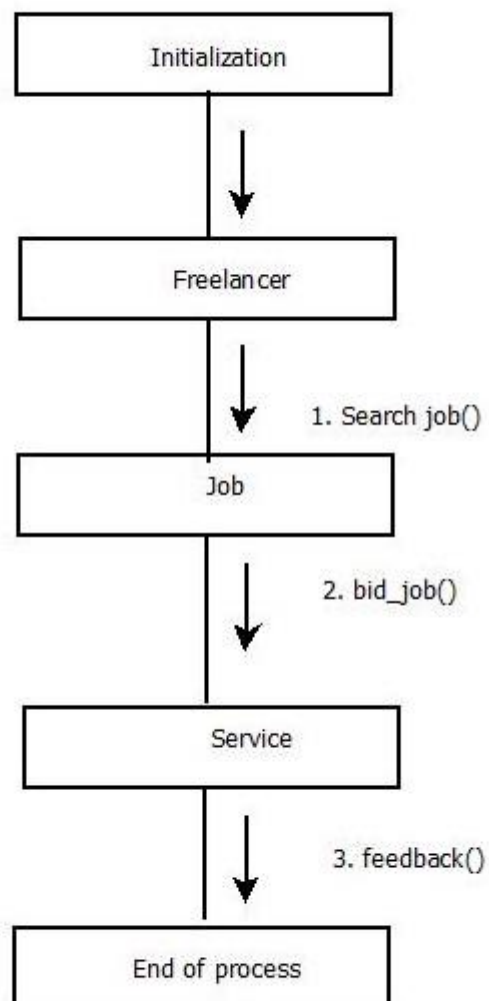 Initialization
Freelancer
1. Search job()
Job
2. bid_job()
Service
3. feedback()
End of process